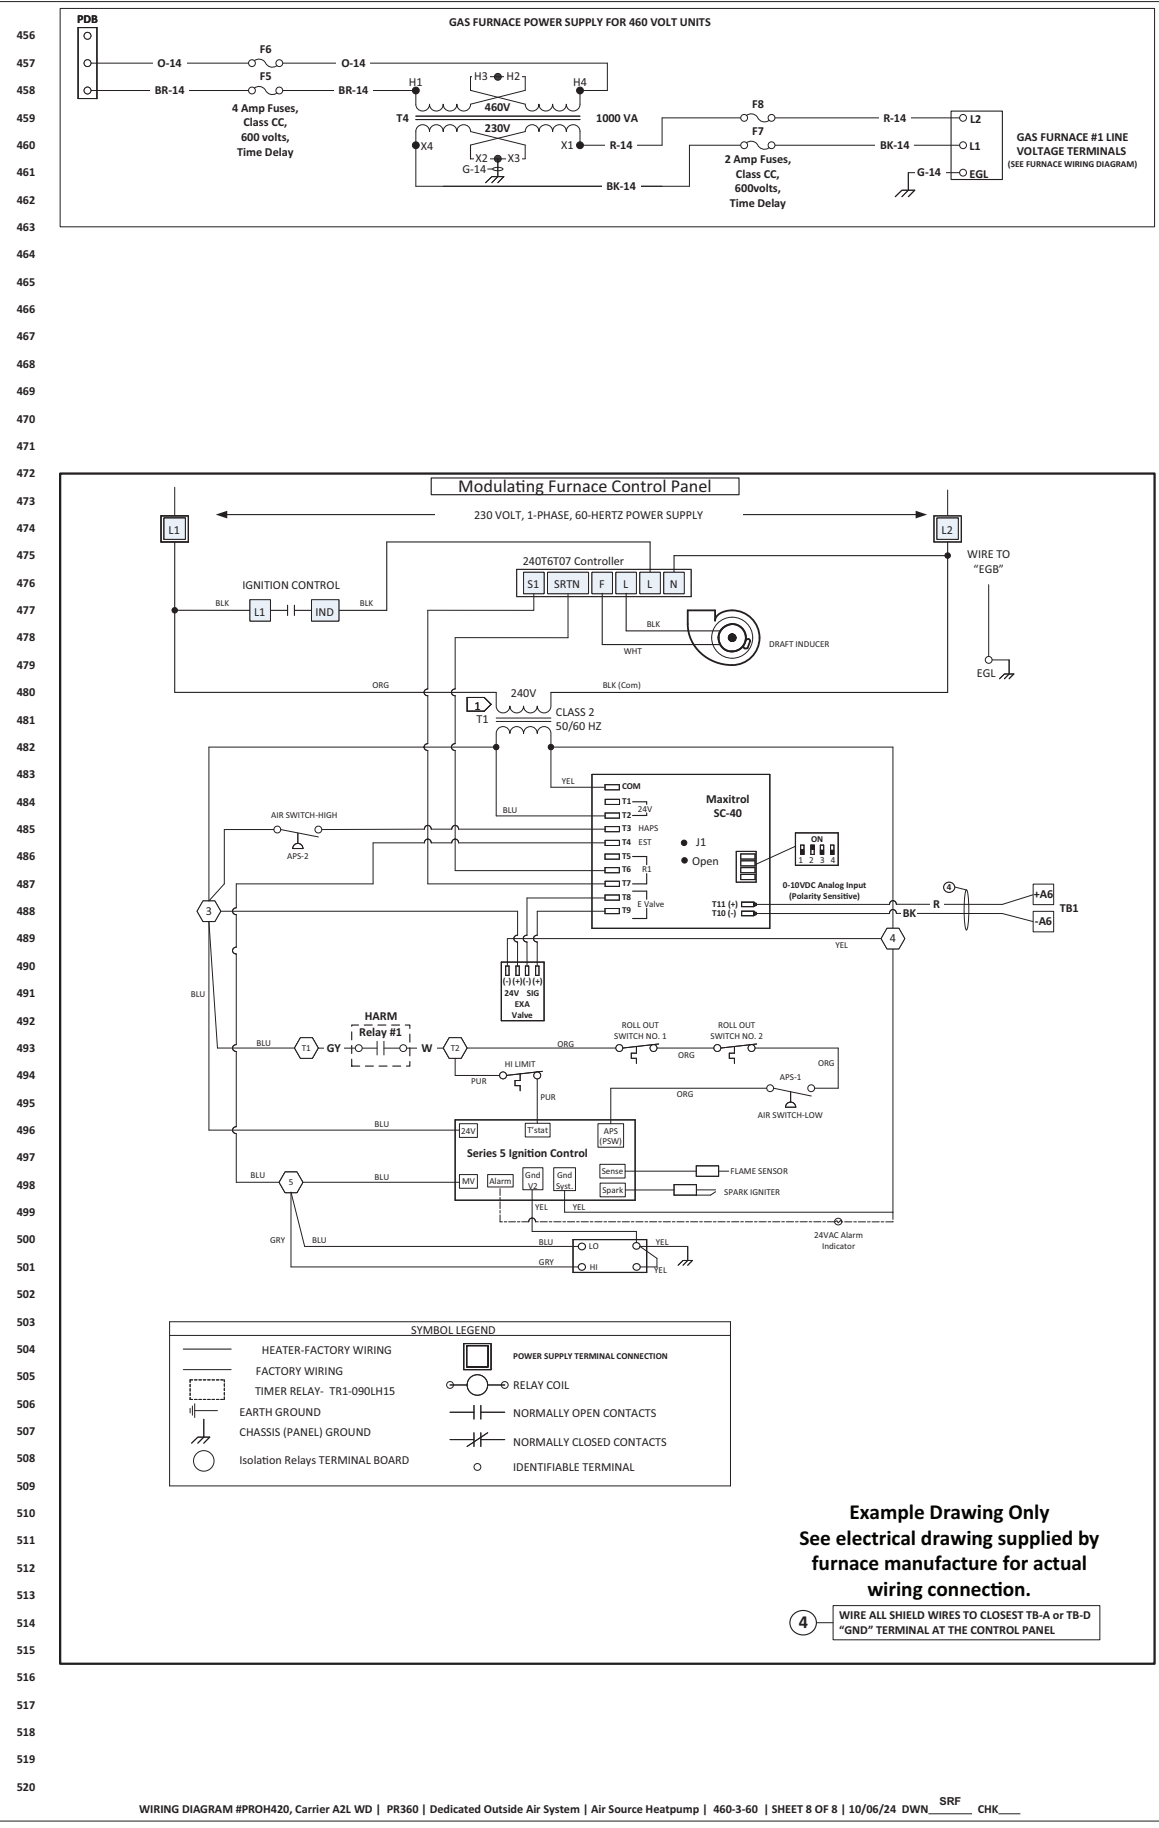 PDB
GAS FURNACE POWER SUPPLY FOR 460 VOLT UNITS
456
457
458
459
460
461
462
463
464
465
466
467
468
469
470
471
472
473
474
475
476
477
478
479
480
481
482
483
484
485
486
487
488
489
490
491
492
493
494
495
496
497
498
499
500
501
502
503
504
505
506
507
508
509
510
511
512
513
514
515
516
517
518
519
520
F6
O-14
O-14
F5
BR-14
BR-14
4 Amp Fuses,
Class CC,
600 volts,
Time Delay
H1
H3
H2
H4
460V
T4
1000 VA
230V
X4
X2
X3
X1
G-14
R-14
BK-14
F8
F7
2 Amp Fuses,
Class CC,
600volts,
Time Delay
R-14
L2
BK-14
L1
G-14
EGL
GAS FURNACE #1 LINE
VOLTAGE TERMINALS
(SEE FURNACE WIRING DIAGRAM)
Modulating Furnace Control Panel
L1
230 VOLT, 1-PHASE, 60-HERTZ POWER SUPPLY
L2
WIRE TO
“EGB”
EGL
240T6T07 Controller
S1
SRTN
F
L
L
N
IGNITION CONTROL
BLK
L1
IND
BLK
BLK
WHT
DRAFT INDUCER
ORG
240V
BLK (Com)
1
T1
CLASS 2
50/60 HZ
YEL
BLU
COM
T1
24V
T2
T3 HAPS
T4 EST
T5
R1
T6
T7
T8
E Valve
T9
Maxitrol
SC-40
J1
Open
ON
1 2 3 4
0-10VDC Analog Input
(Polarity Sensitive)
T11 (+)
T10 (-)
4
R
BK
+A6
-A6
TB1
AIR SWITCH-HIGH
APS-2
3
4
YEL
(-) (+) (-) (+)
24V SIG
EXA
Valve
BLU
HARM
Relay #1
BLU
T1
GY
W
T2
ORG
ROLL OUT
SWITCH NO. 1
ORG
ROLL OUT
SWITCH NO. 2
ORG
HI LIMIT
PUR
PUR
APS-1
ORG
AIR SWITCH-LOW
BLU
24V
T'stat
APS
(PSW)
Series 5 Ignition Control
MV
Alarm
Gnd
V2
Gnd
Syst.
Sense
Spark
FLAME SENSOR
SPARK IGNITER
BLU
5
BLU
YEL
YEL
24VAC Alarm
Indicator
GRY
BLU
BLU
LO
YEL
GRY
HI
YEL
SYMBOL LEGEND
HEATER-FACTORY WIRING
FACTORY WIRING
TIMER RELAY- TR1-090LH15
EARTH GROUND
CHASSIS (PANEL) GROUND
Isolation Relays TERMINAL BOARD
POWER SUPPLY TERMINAL CONNECTION
RELAY COIL
NORMALLY OPEN CONTACTS
NORMALLY CLOSED CONTACTS
IDENTIFIABLE TERMINAL
Example Drawing Only
See electrical drawing supplied by
furnace manufacture for actual
wiring connection.
4
WIRE ALL SHIELD WIRES TO CLOSEST TB-A or TB-D
“GND” TERMINAL AT THE CONTROL PANEL
WIRING DIAGRAM #PROH420, Carrier A2L WD | PR360 | Dedicated Outside Air System | Air Source Heatpump | 460-3-60 | SHEET 8 OF 8 | 10/06/24 DWN__SRF__ CHK____